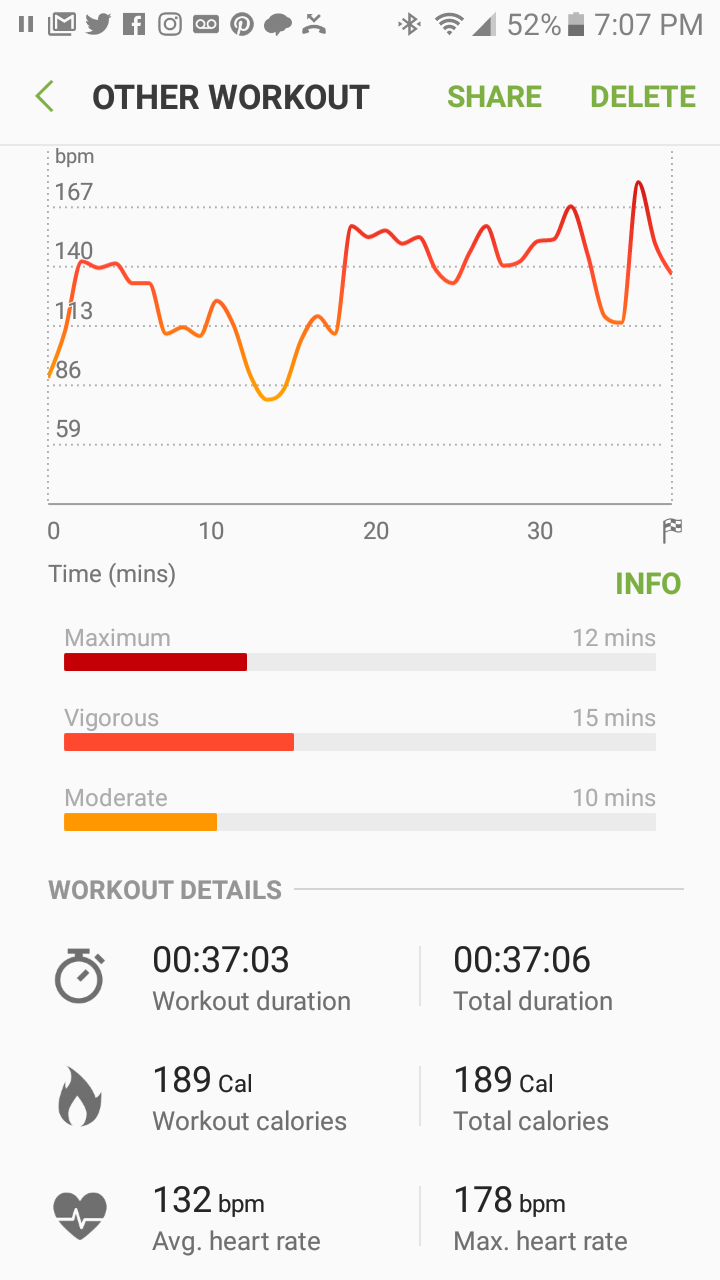 52% 7:07 PM
OTHER WORKOUT SHARE DELETE
bpm
167
140
113
86
59
0 10 20 30
Time (mins)
INFO
Maximum 12 mins
Vigorous 15 mins
Moderate 10 mins
WORKOUT DETAILS
00:37:03 00:37:06
Workout duration Total duration
189 Cal 189 Cal
Workout calories Total calories
132 bpm 178 bpm
Avg. heart rate Max. heart rate